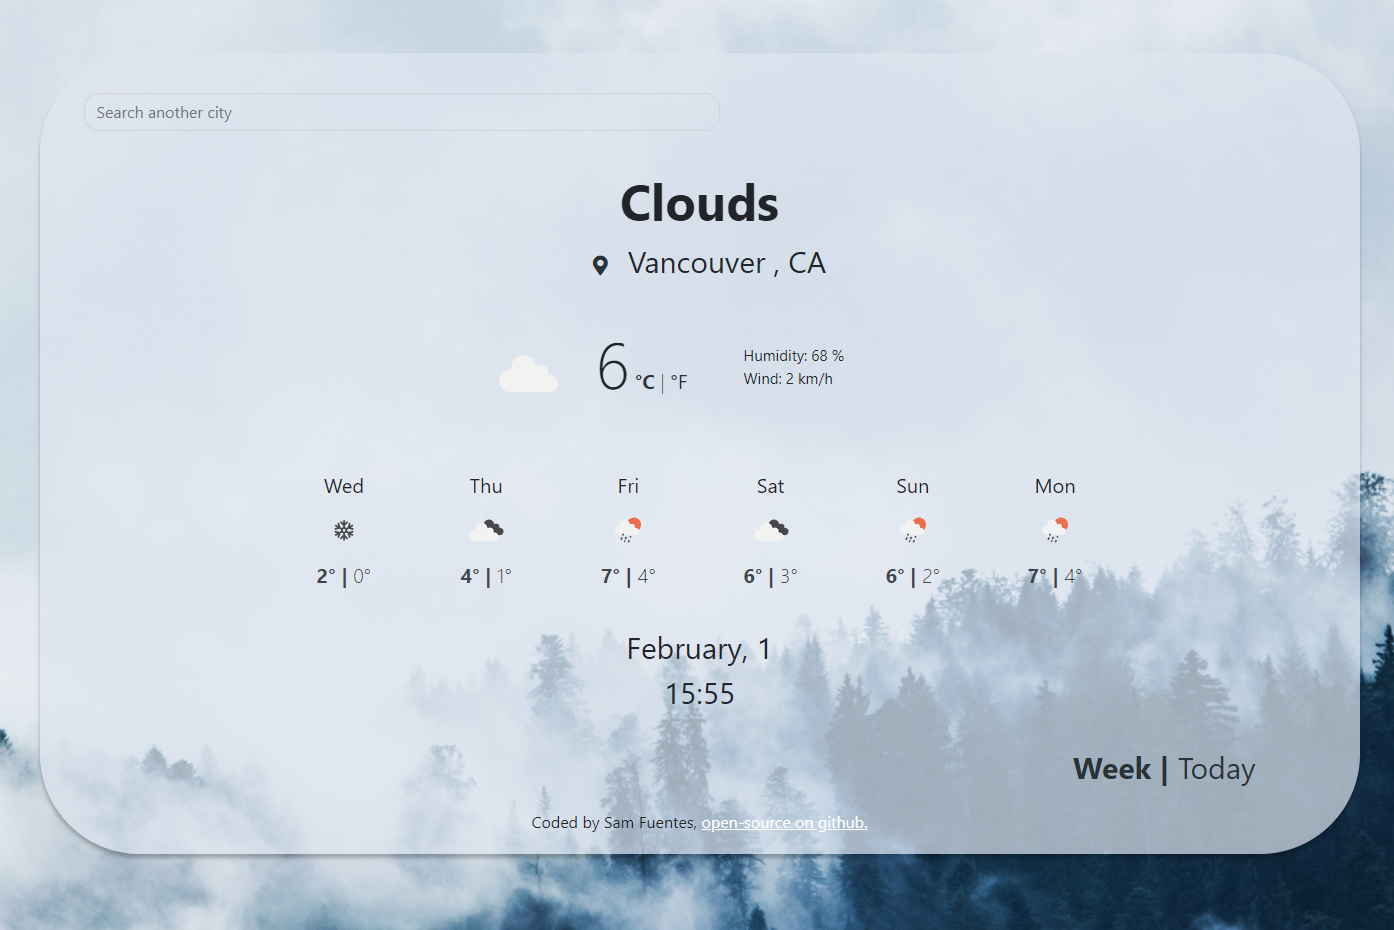 Search another city
Clouds
Vancouver , CA
6 °C | °F
Humidity: 68 %
Wind: 2 km/h
Wed Thu Fri Sat Sun Mon
2° | 0° 4° | 1° 7° | 4° 6° | 3° 6° | 2° 7° | 4°
February, 1
15:55
Week | Today
Coded by Sam Fuentes, open-source on github.